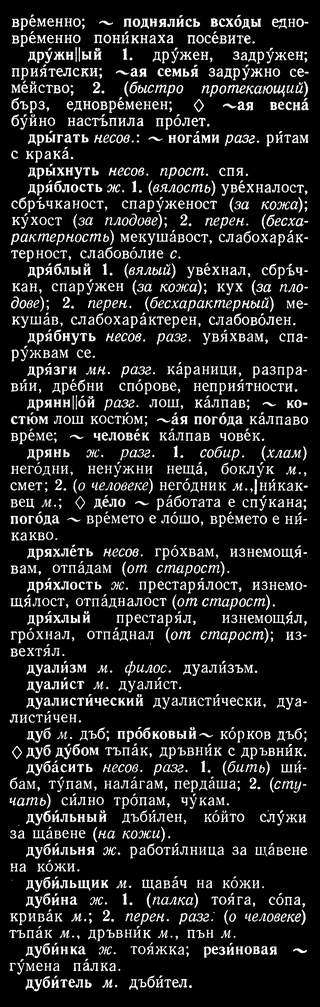 вре́менно; ~ подняли́сь всхо́ды едно-
вре́менно пони́кнаха посе́вите.
дру́жн||ый 1. дру́жен, задру́жен;
прия́телски; ~ая семья́ задру́жно се-
ме́йство; 2. (быстро протекающий)
бърз, едновре́менен; ◊ ~ая весна́
бу́йно настъ́пила про́лет.
дры́гать несов.: ~ нога́ми разг. ри́там
с крака́.
дры́хнуть несов. прост. спя.
дря́блость ж. 1. (вялость) уве́хналост,
сбръ́чканост, спару́женост (за кожа);
ку́хост (за плодове); 2. перен. (бесха-
рактерность) мекуша́вост, слабохара́к-
терност, слабово́лие с.
дря́блый 1. (вялый) уве́хнал, сбръ́ч-
кан, спару́жен (за кожа); кух (за пло-
дове); 2. перен. (бесхарактерный) ме-
куша́в, слабохара́ктерен, слабово́лен.
дря́бнуть несов. разг. увя́хвам, спа-
ру́жвам се.
дря́зги мн. разг. ка́раници, разпра-
ви́и, дре́бни спо́рове, неприя́тности.
дрянн||о́й разг. лош, ка́лпав; ~ ко-
стю́м лош костю́м; ~а́я пого́да ка́лпаво
вре́ме; ~ челове́к ка́лпав чове́к.
дрянь ж. разг. 1. собир. (хлам)
него́дни, нену́жни неща́, боклу́к м.,
смет; 2. (о человеке) него́дник м., ни́как-
вец м.; ◊ де́ло ~ ра́ботата е спу́кана;
пого́да ~ вре́мето е ло́шо, вре́мето е ни́-
какво.
дряхле́ть несов. гро́хвам, изнемощя́-
вам, отпа́дам (от старост).
дря́хлость ж. престаря́лост, изнемо-
щя́лост, отпа́дналост (от старост).
дря́хлый престаря́л, изнемощя́л,
гро́хнал, отпа́днал (от старост); из-
вехтя́л.
дуали́зм м. филос. дуали́зъм.
дуали́ст м. дуали́ст.
дуалисти́ческий дуалисти́чески, дуа-
листи́чен.
дуб м. дъб; про́бковый ~ ко́рков дъб;
◊ дуб ду́бом тъпа́к, дръвни́к с дръвни́к.
дуба́сить несов. разг. 1. (бить) ши́-
бам, ту́пам, нала́гам, перда́ша; 2. (сту-
чать) си́лно тро́пам, чу́кам.
дуби́льный дъби́лен, ко́йто слу́жи
за ща́вене (на кожи).
дуби́льня ж. рабо́тилница за ща́вене
на ко́жи.
дуби́льщик м. щава́ч на ко́жи.
дуби́на ж. 1. (палка) тоя́га, со́па,
крива́к м.; 2. перен. разг. (о человеке)
тъпа́к м., дръвни́к м., пън м.
дуби́нка ж. тоя́жка; рези́новая ~
гу́мена па́лка.
дуби́тель м. дъби́тел.